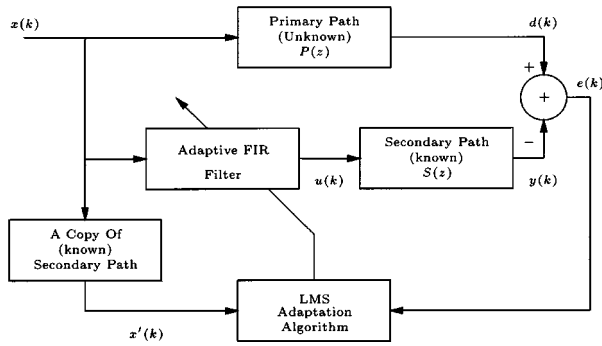 x(k)
Primary Path
(Unknown)
P(z)
d(k)
+
+
e(k)
−
Adaptive FIR
Filter
u(k)
Secondary Path
(known)
S(z)
y(k)
A Copy Of
(known)
Secondary Path
x′(k)
LMS
Adaptation
Algorithm